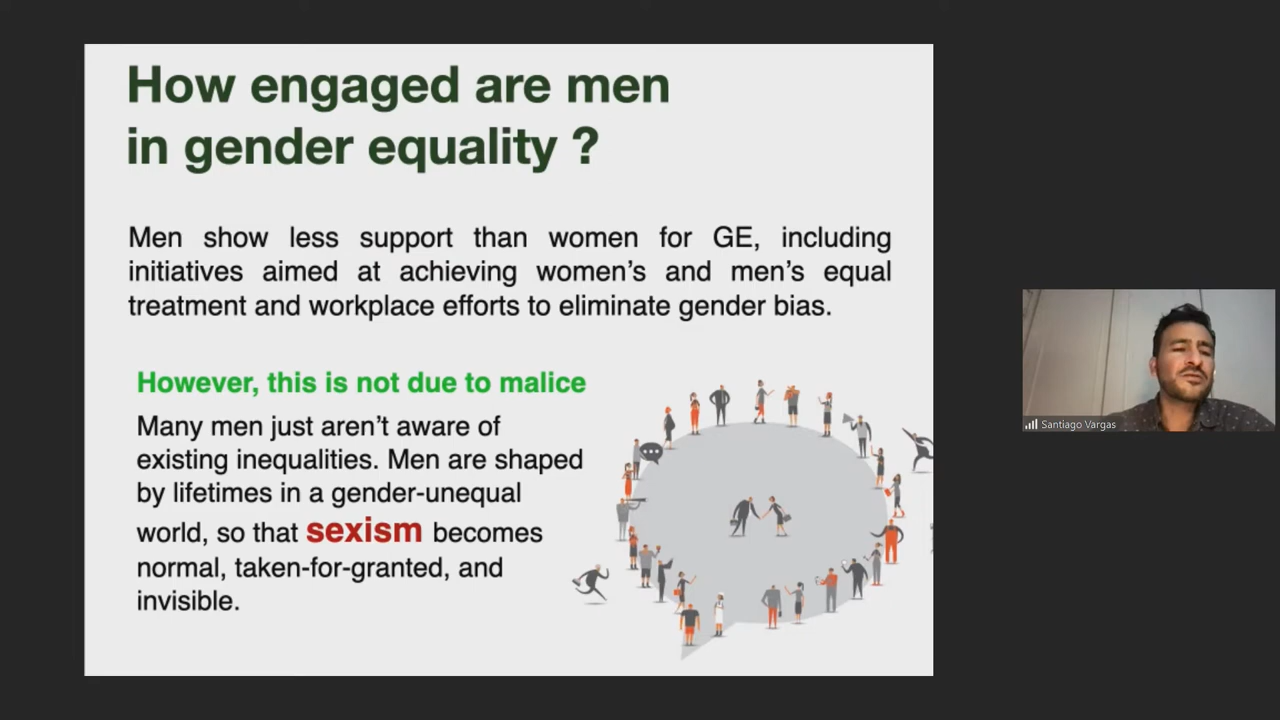 How engaged are men
in gender equality ?
Men show less support than women for GE, including
initiatives aimed at achieving women's and men's equal
treatment and workplace efforts to eliminate gender bias.
However, this is not due to malice
Many men just aren't aware of
existing inequalities. Men are shaped
by lifetimes in a gender-unequal
world, so that sexism becomes
normal, taken-for-granted, and
invisible.
Santiago Vargas